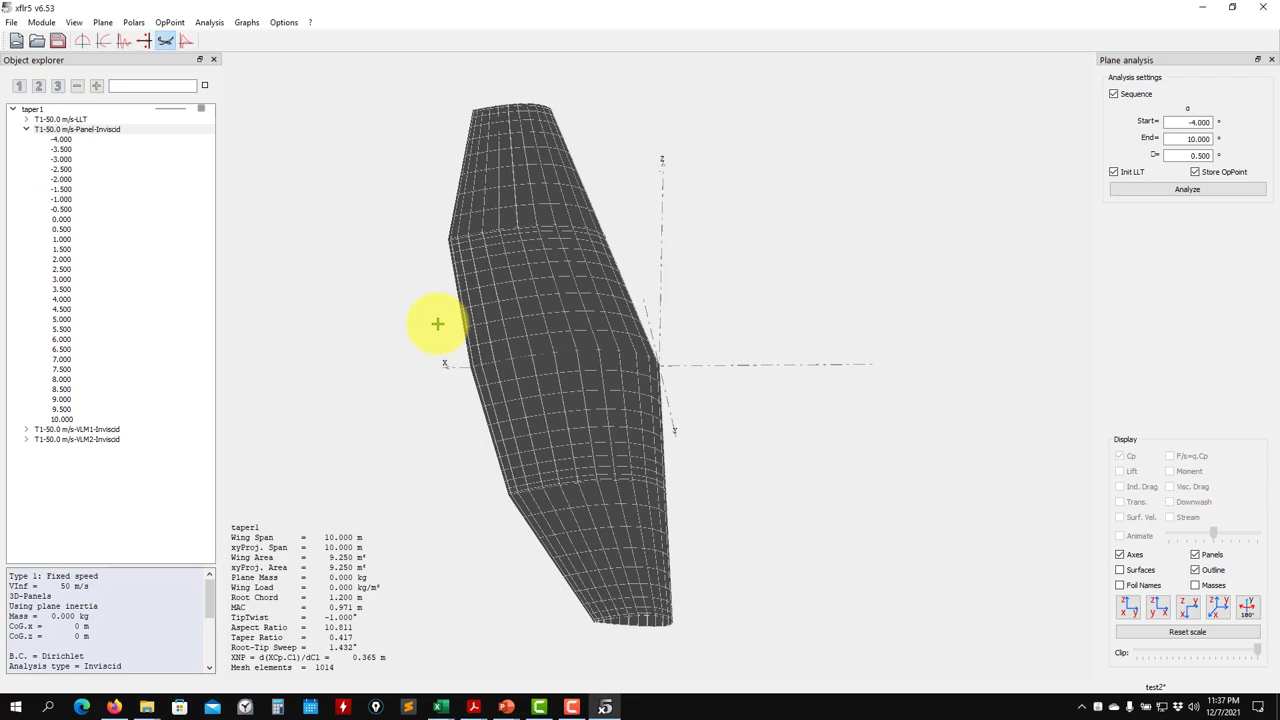 xflr5 v6.53
File Module View Plane Polars OpPoint Analysis Graphs Options ?
Object explorer
Plane analysis
1 2 3
taper1
T1-50.0 m/s-LLT
T1-50.0 m/s-Panel-Inviscid
-4.000
-3.500
-3.000
-2.500
-2.000
-1.500
-1.000
-0.500
0.000
0.500
1.000
1.500
2.000
2.500
3.000
3.500
4.000
4.500
5.000
5.500
6.000
6.500
7.000
7.500
8.000
8.500
9.000
9.500
10.000
T1-50.0 m/s-VLM1-Inviscid
T1-50.0 m/s-VLM2-Inviscid
Type 1: Fixed speed
VInf = 50 m/s
3D-Panels
Using plane inertia
Mass = 0.000 kg
CoG.x = 0 m
CoG.z = 0 m
B.C. = Dirichlet
Analysis type = Inviscid
Z
X
taper1
Wing Span = 10.000 m
xyProj. Span = 10.000 m
Wing Area = 9.250 m²
xyProj. Area = 9.250 m²
Plane Mass = 0.000 kg
Wing Load = 0.000 kg/m²
Root Chord = 1.200 m
MAC = 0.971 m
TipTwist = -1.000°
Aspect Ratio = 10.811
Taper Ratio = 0.417
Root-Tip Sweep = 1.432°
XNP = d(XCp.Cl)/dCl = 0.365 m
Mesh elements = 1014
Analysis settings
Sequence
α
Start= -4.000 °
End= 10.000 °
0.500 °
Init LLT Store OpPoint
Analyze
Display
Cp F/s=q.Cp
Lift Moment
Ind. Drag Visc. Drag
Trans. Downwash
Surf. Vel. Stream
Animate
Axes Panels
Surfaces Outline
Foil Names Masses
Reset scale
Clip:
test2*
11:37 PM
12/7/2021